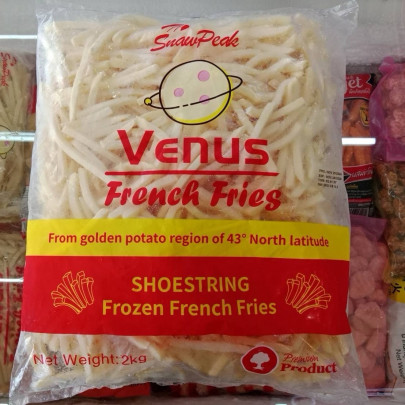 SnowPeak
VENUS
French Fries
From golden potato region of 43° North latitude
SHOESTRING
Frozen French Fries
Net Weight:2kg
Premium
Product